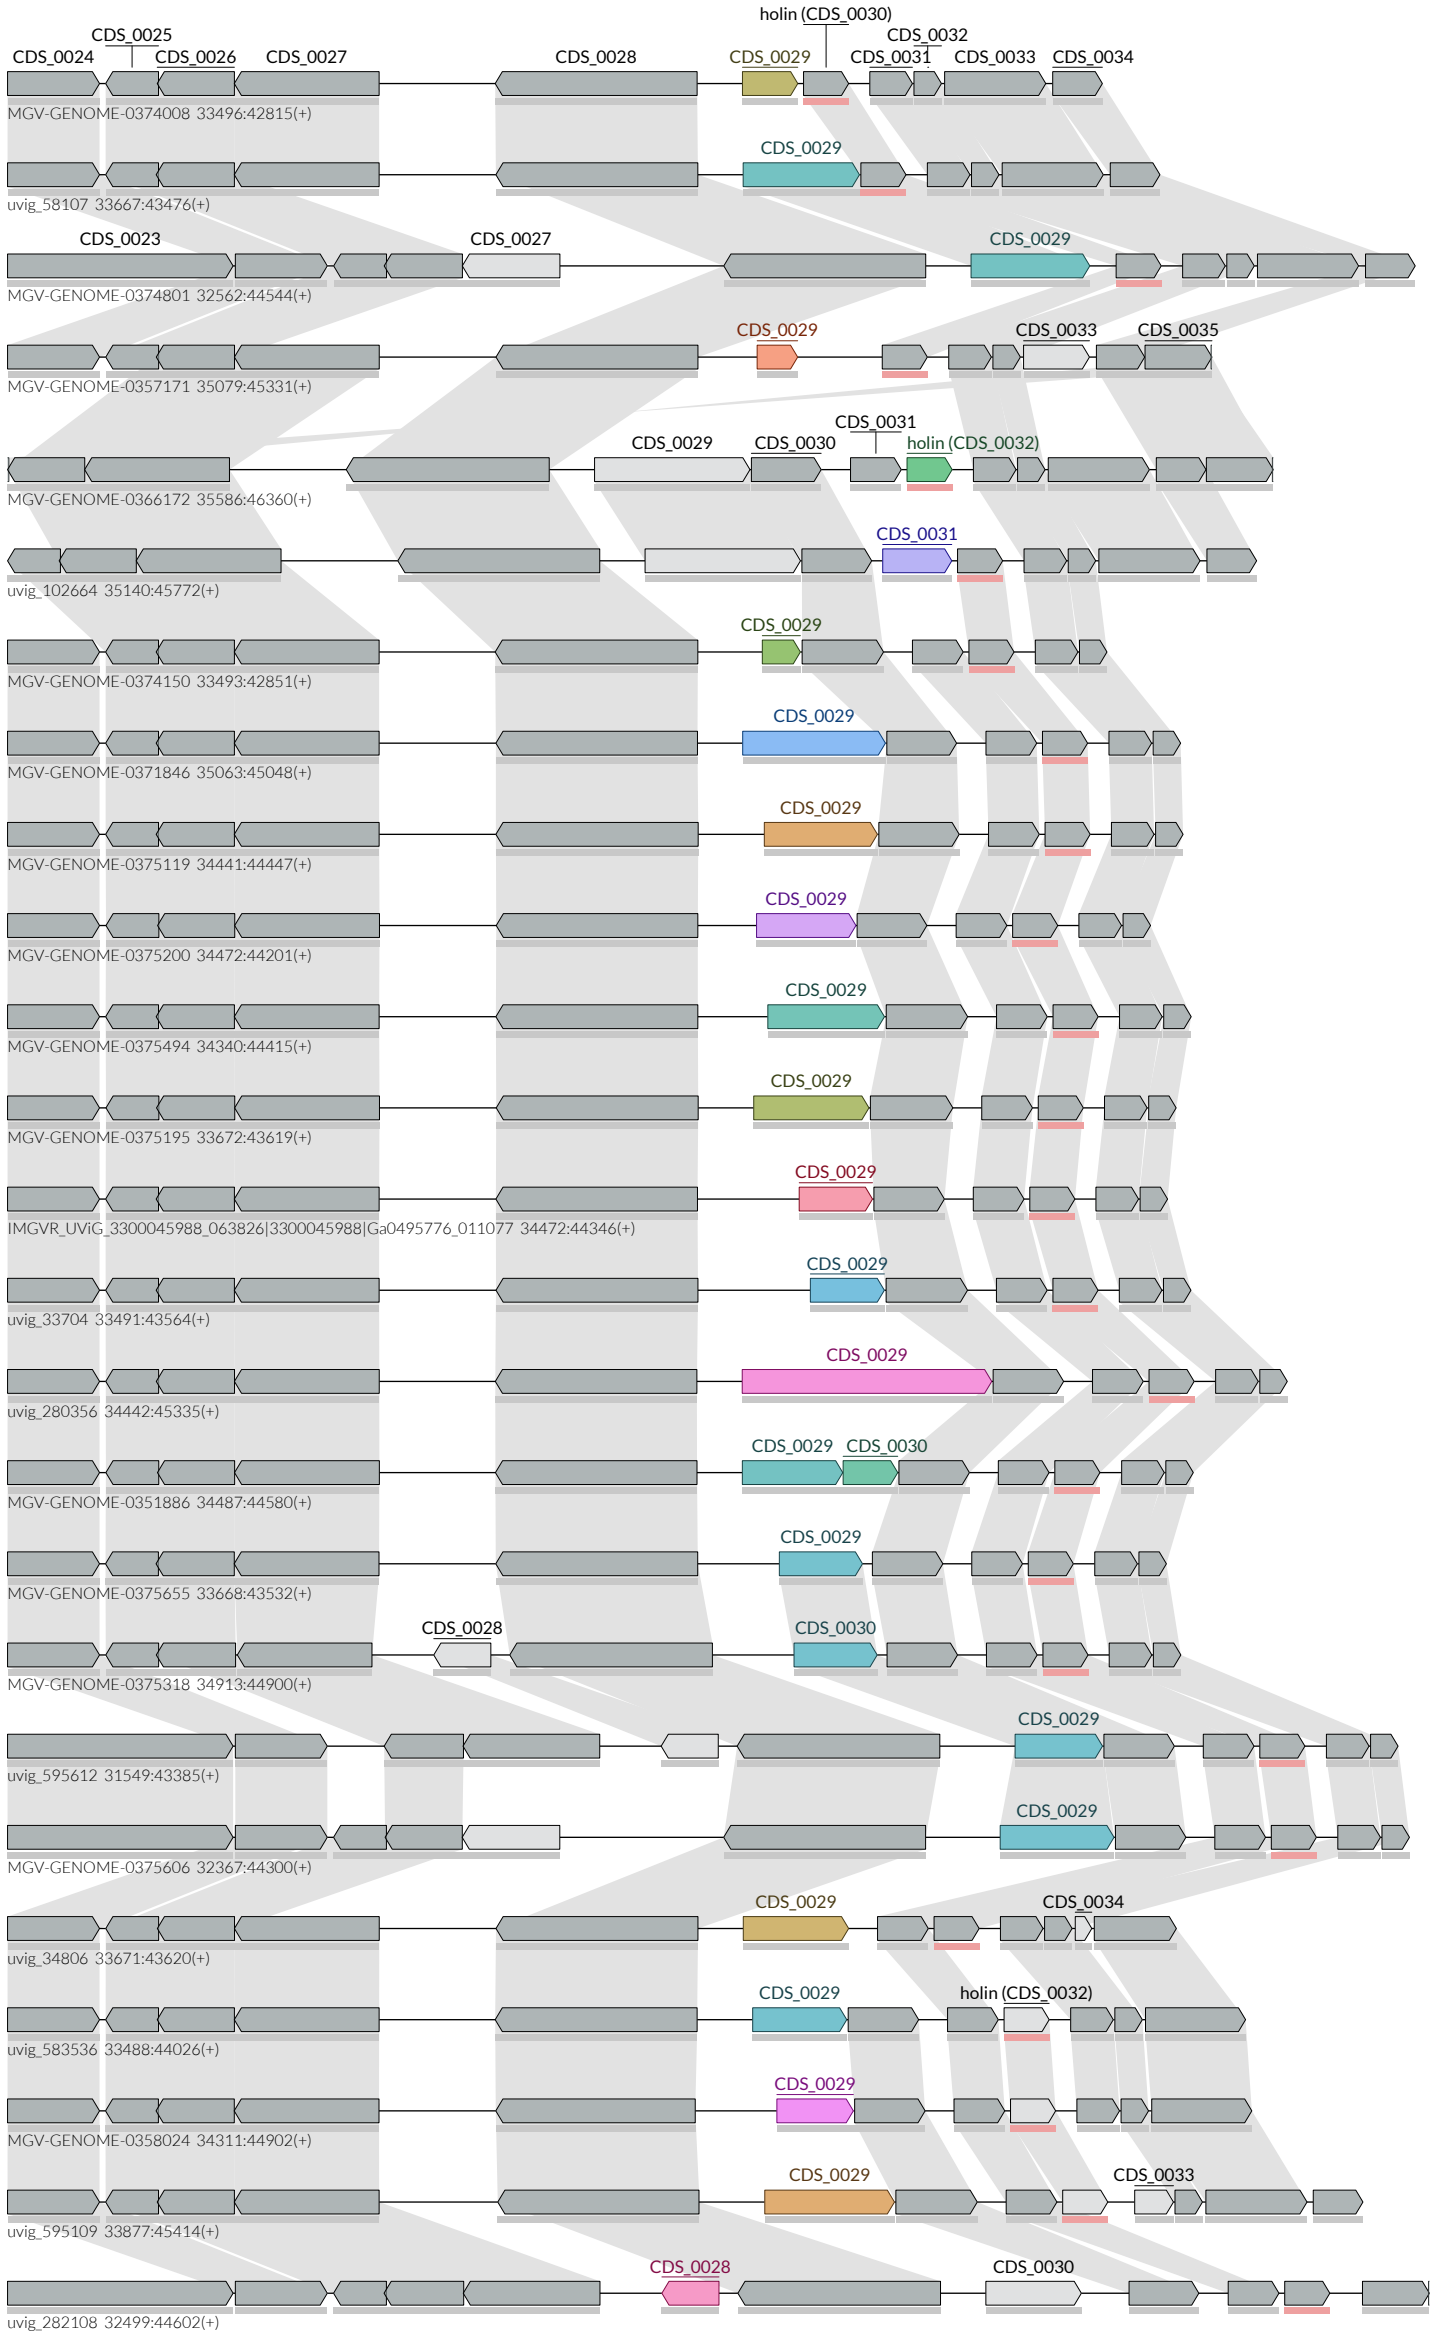 holin (CDS_0030)
CDS_0025 CDS_0032
CDS_0024 CDS_0026 CDS_0027 CDS_0028 CDS_0029 CDS_0031 CDS_0033 CDS_0034
MGV-GENOME-0374008 33496:42815(+)
CDS_0029
uvig_58107 33667:43476(+)
CDS_0023 CDS_0027 CDS_0029
MGV-GENOME-0374801 32562:44544(+)
CDS_0029 CDS_0033 CDS_0035
MGV-GENOME-0357171 35079:45331(+)
CDS_0031
CDS_0029 CDS_0030 holin (CDS_0032)
MGV-GENOME-0366172 35586:46360(+)
CDS_0031
uvig_102664 35140:45772(+)
CDS_0029
MGV-GENOME-0374150 33493:42851(+)
CDS_0029
MGV-GENOME-0371846 35063:45048(+)
CDS_0029
MGV-GENOME-0375119 34441:44447(+)
CDS_0029
MGV-GENOME-0375200 34472:44201(+)
CDS_0029
MGV-GENOME-0375494 34340:44415(+)
CDS_0029
MGV-GENOME-0375195 33672:43619(+)
CDS_0029
IMGVR_UViG_3300045988_063826|3300045988|Ga0495776_011077 34472:44346(+)
CDS_0029
uvig_33704 33491:43564(+)
CDS_0029
uvig_280356 34442:45335(+)
CDS_0029 CDS_0030
MGV-GENOME-0351886 34487:44580(+)
CDS_0029
MGV-GENOME-0375655 33668:43532(+)
CDS_0028 CDS_0030
MGV-GENOME-0375318 34913:44900(+)
CDS_0029
uvig_595612 31549:43385(+)
CDS_0029
MGV-GENOME-0375606 32367:44300(+)
CDS_0029 CDS_0034
uvig_34806 33671:43620(+)
CDS_0029 holin (CDS_0032)
uvig_583536 33488:44026(+)
CDS_0029
MGV-GENOME-0358024 34311:44902(+)
CDS_0029 CDS_0033
uvig_595109 33877:45414(+)
CDS_0028 CDS_0030
uvig_282108 32499:44602(+)